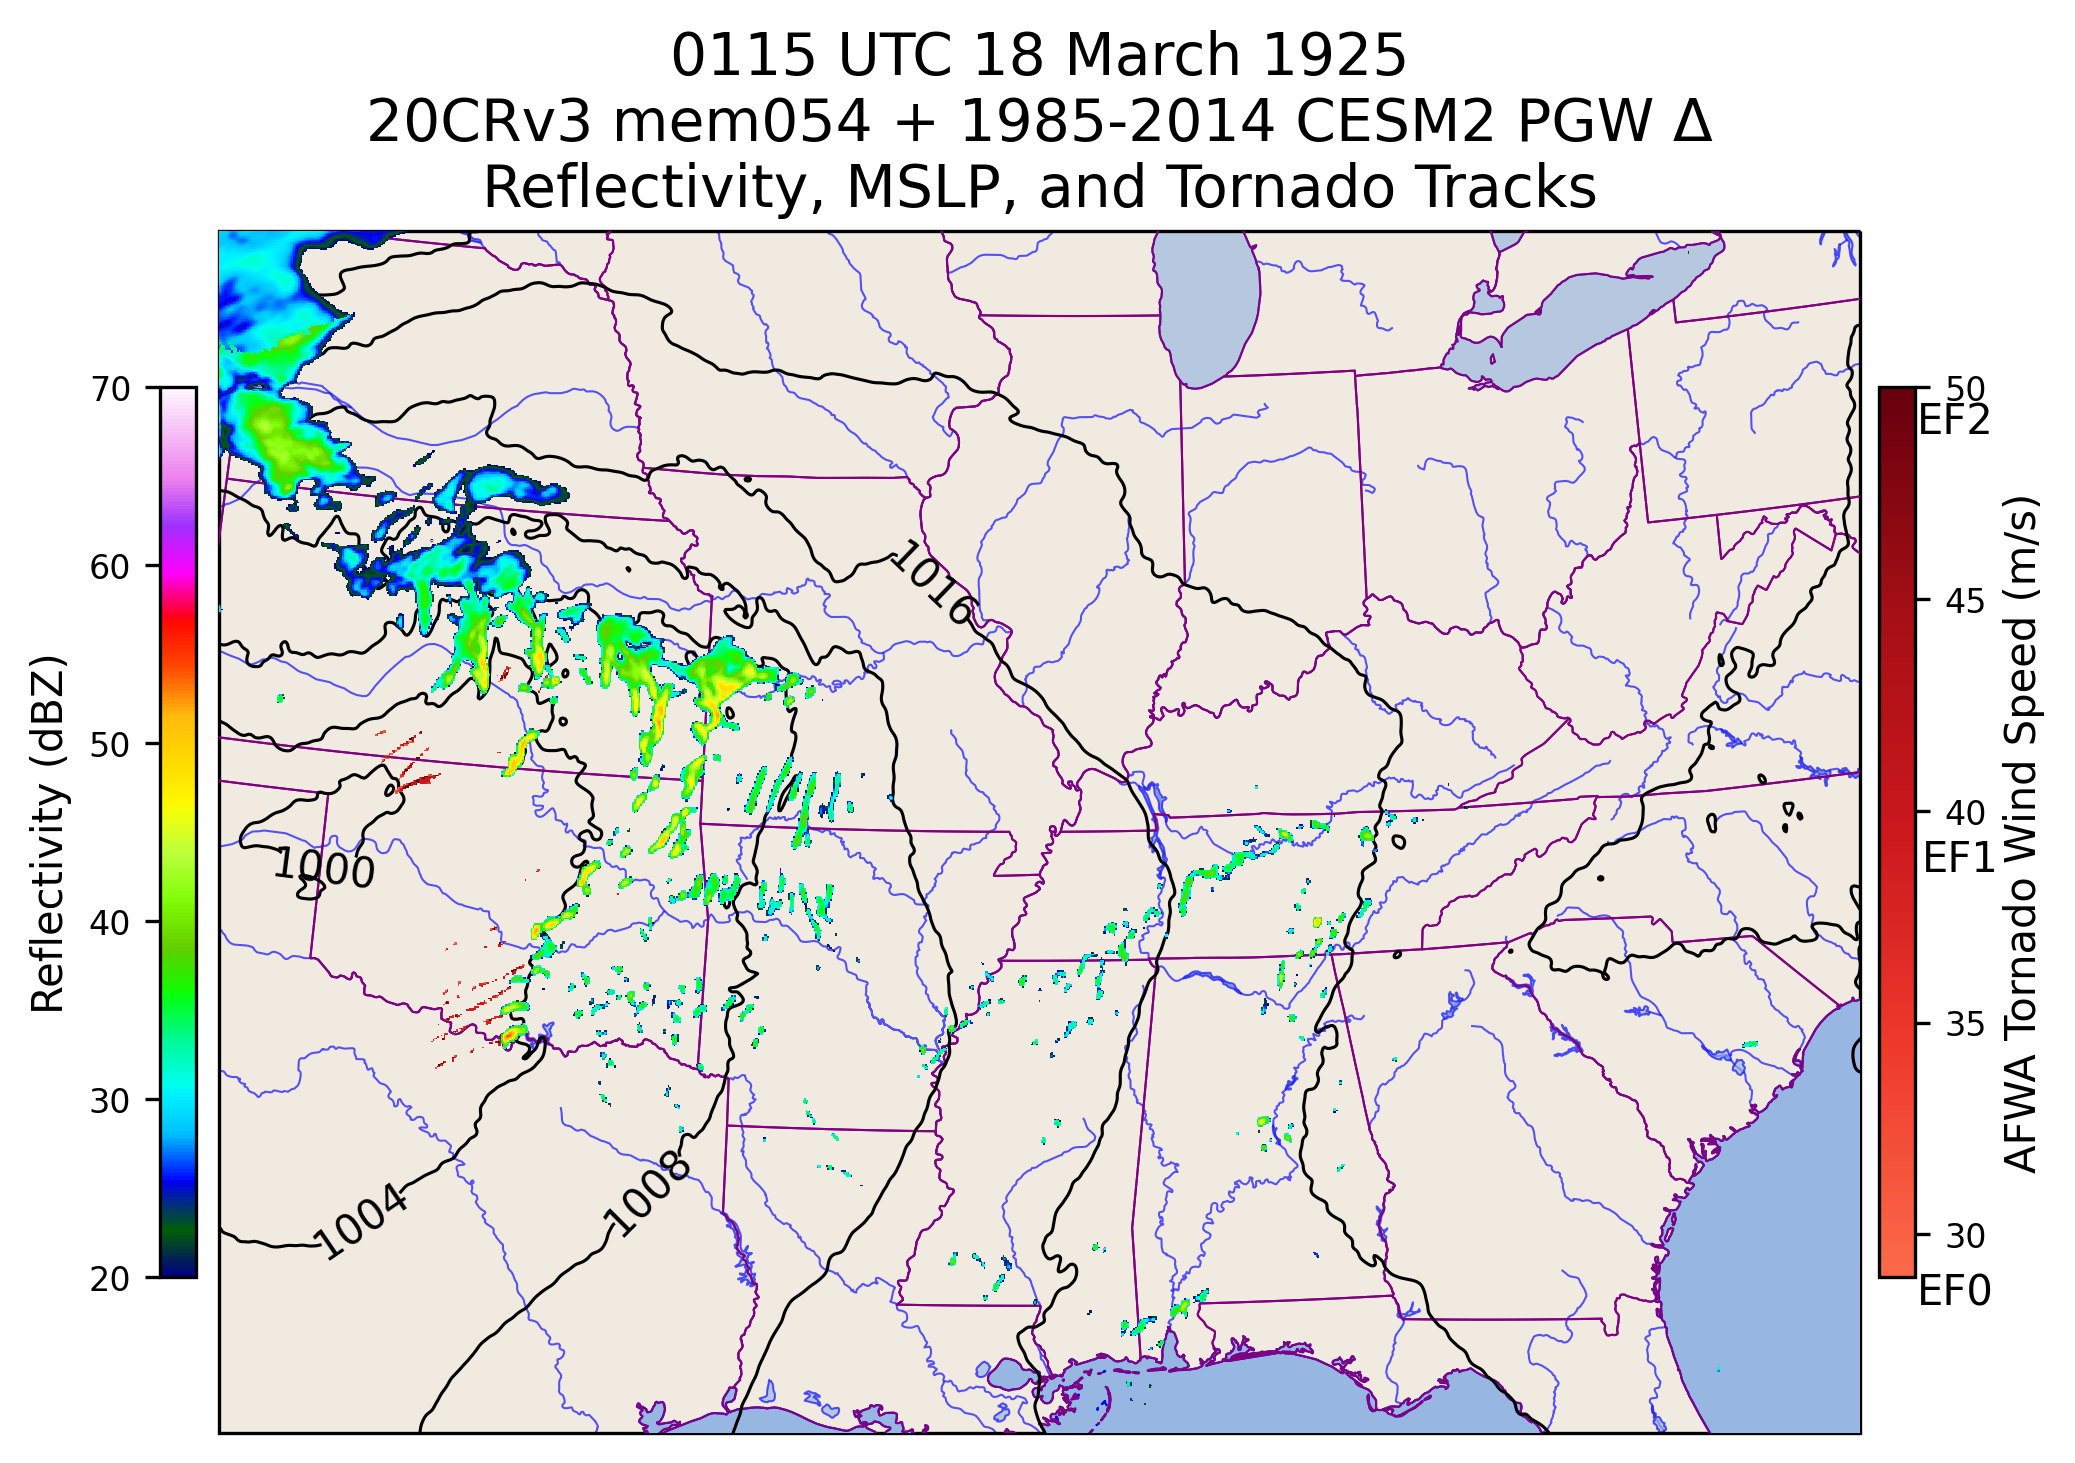 0115 UTC 18 March 1925
20CRv3 mem054 + 1985-2014 CESM2 PGW Δ
Reflectivity, MSLP, and Tornado Tracks
70
60
50
40
30
20
Reflectivity (dBZ)
1016
1000
1004
1008
50
EF2
45
40
EF1
35
30
EF0
AFWA Tornado Wind Speed (m/s)